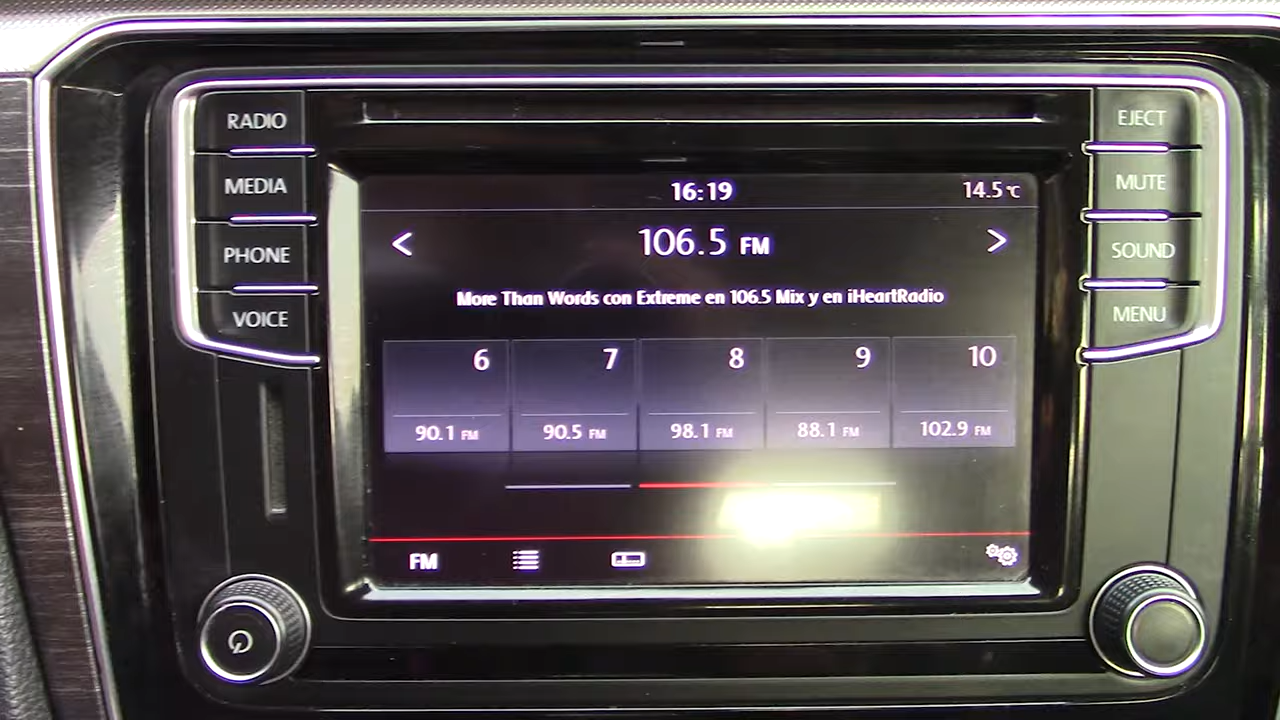 RADIO
MEDIA
PHONE
VOICE
16:19
14.5 °C
< 106.5 FM >
More Than Words con Extreme en 106.5 Mix y en iHeartRadio
6 7 8 9 10
90.1 FM 90.5 FM 98.1 FM 88.1 FM 102.9 FM
FM
EJECT
MUTE
SOUND
MENU